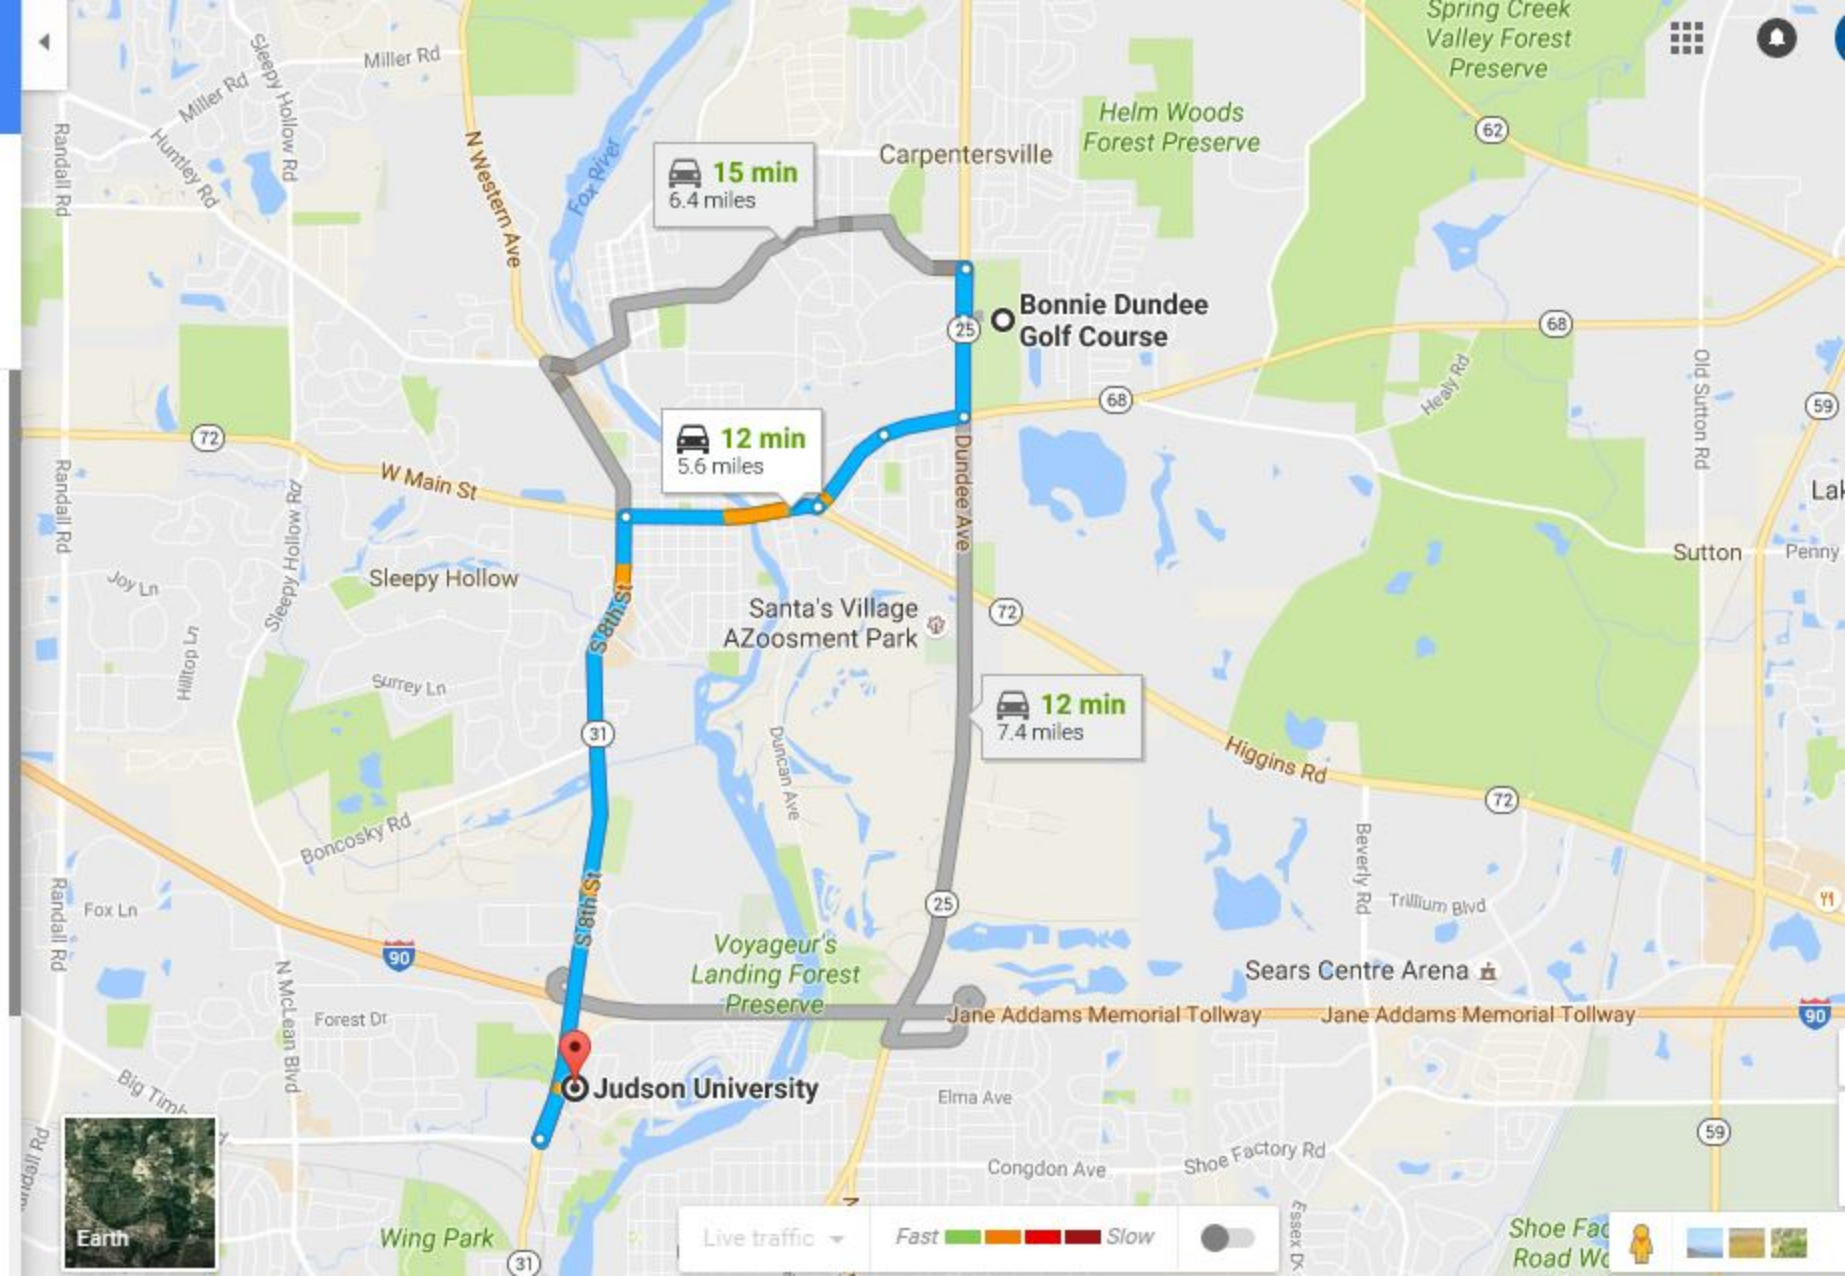 Spring Creek
Valley Forest
Preserve
Miller Rd
Sleepy Hollow Rd
Miller Rd
Helm Woods
Forest Preserve
62
Randall Rd
Huntley Rd
N Western Ave
Fox River
15 min
6.4 miles
Carpentersville
Bonnie Dundee
Golf Course
25
68
68
Healy Rd
Old Sutton Rd
59
72
W Main St
12 min
5.6 miles
Dundee Ave
Randall Rd
Sleepy Hollow Rd
Lak
Sutton
Penny
Joy Ln
Sleepy Hollow
S 8th St
Santa's Village
AZoosment Park
72
Hilltop Ln
Surrey Ln
31
12 min
7.4 miles
Duncan Ave
Higgins Rd
72
Boncosky Rd
Beverly Rd
Trillium Blvd
Randall Rd
Fox Ln
S 8th St
25
90
Voyageur's
Landing Forest
Preserve
Sears Centre Arena
N McLean Blvd
Forest Dr
Jane Addams Memorial Tollway
Jane Addams Memorial Tollway
90
Big Timb
Judson University
Elma Ave
59
Randall Rd
Congdon Ave
Shoe Factory Rd
N
Essex Dr
Earth
Wing Park
31
Live traffic
Fast
Slow
Shoe Fac
Road Wo